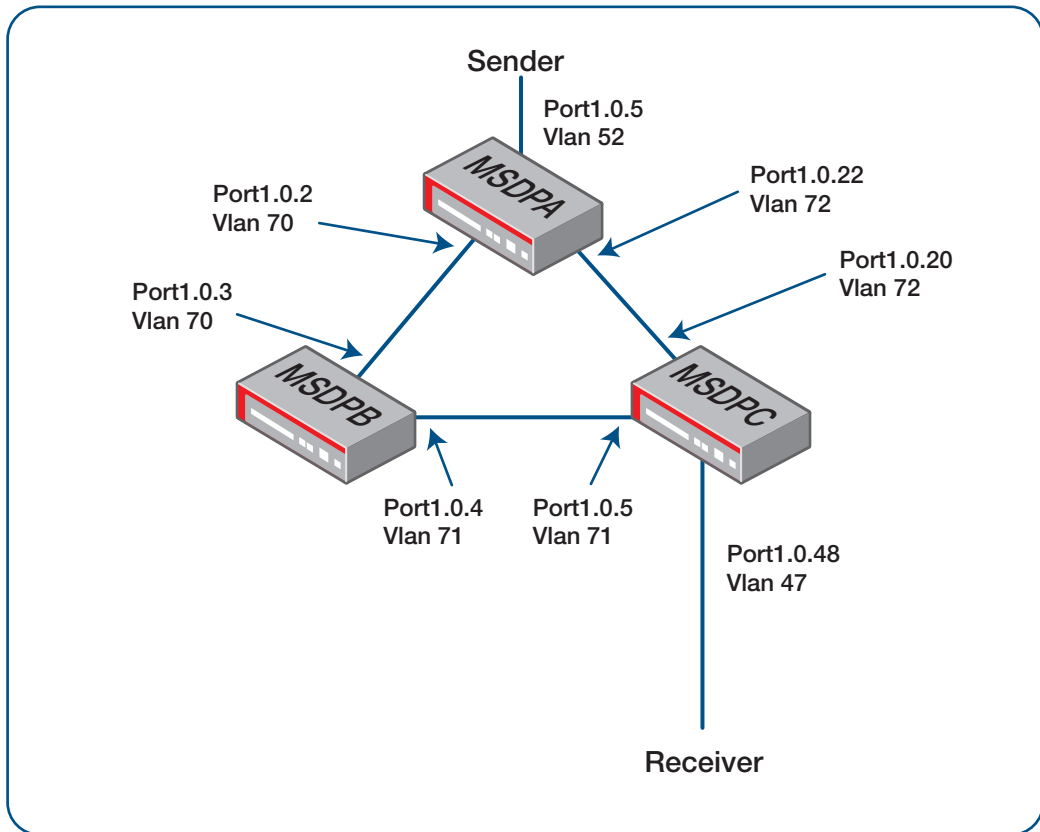 Sender
Port1.0.5
Vlan 52
MSDPA
Port1.0.2
Vlan 70
Port1.0.22
Vlan 72
Port1.0.20
Vlan 72
Port1.0.3
Vlan 70
MSDPB
MSDPC
Port1.0.4
Vlan 71
Port1.0.5
Vlan 71
Port1.0.48
Vlan 47
Receiver